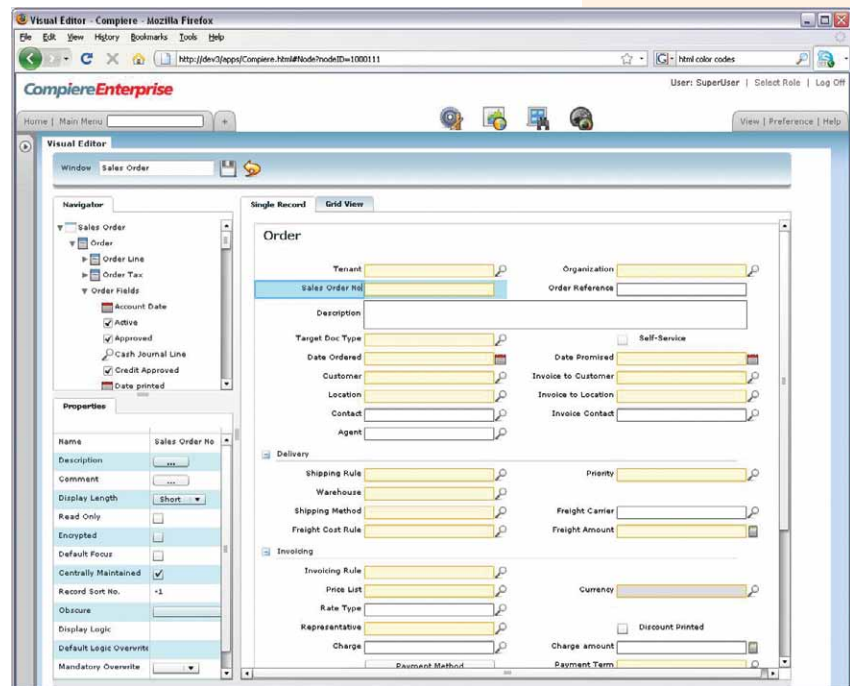 Visual Editor - Compiere - Mozilla Firefox
File Edit View History Bookmarks Tools Help
http://dev3/apps/Compiere.html#Node?nodeID=1000111
html color codes
CompiereEnterprise
User: SuperUser | Select Role | Log Off
Home | Main Menu
+
View | Preference | Help
Visual Editor
Window Sales Order
Navigator
Sales Order
Order
Order Line
Order Tax
Order Fields
Account Date
Active
Approved
Cash Journal Line
Credit Approved
Date printed
Properties
Name Sales Order No
Description ...
Comment ...
Display Length Short
Read Only
Encrypted
Default Focus
Centrally Maintained
Record Sort No. -1
Obscure
Display Logic
Default Logic Overwrite
Mandatory Overwrite
Single Record Grid View
Order
Tenant Organization
Sales Order No Order Reference
Description
Target Doc Type Self-Service
Date Ordered Date Promised
Customer Invoice to Customer
Location Invoice to Location
Contact Invoice Contact
Agent
Delivery
Shipping Rule Priority
Warehouse
Shipping Method Freight Carrier
Freight Cost Rule Freight Amount
Invoicing
Invoicing Rule
Price List Currency
Rate Type
Representative Discount Printed
Charge Charge amount
Payment Method Payment Term